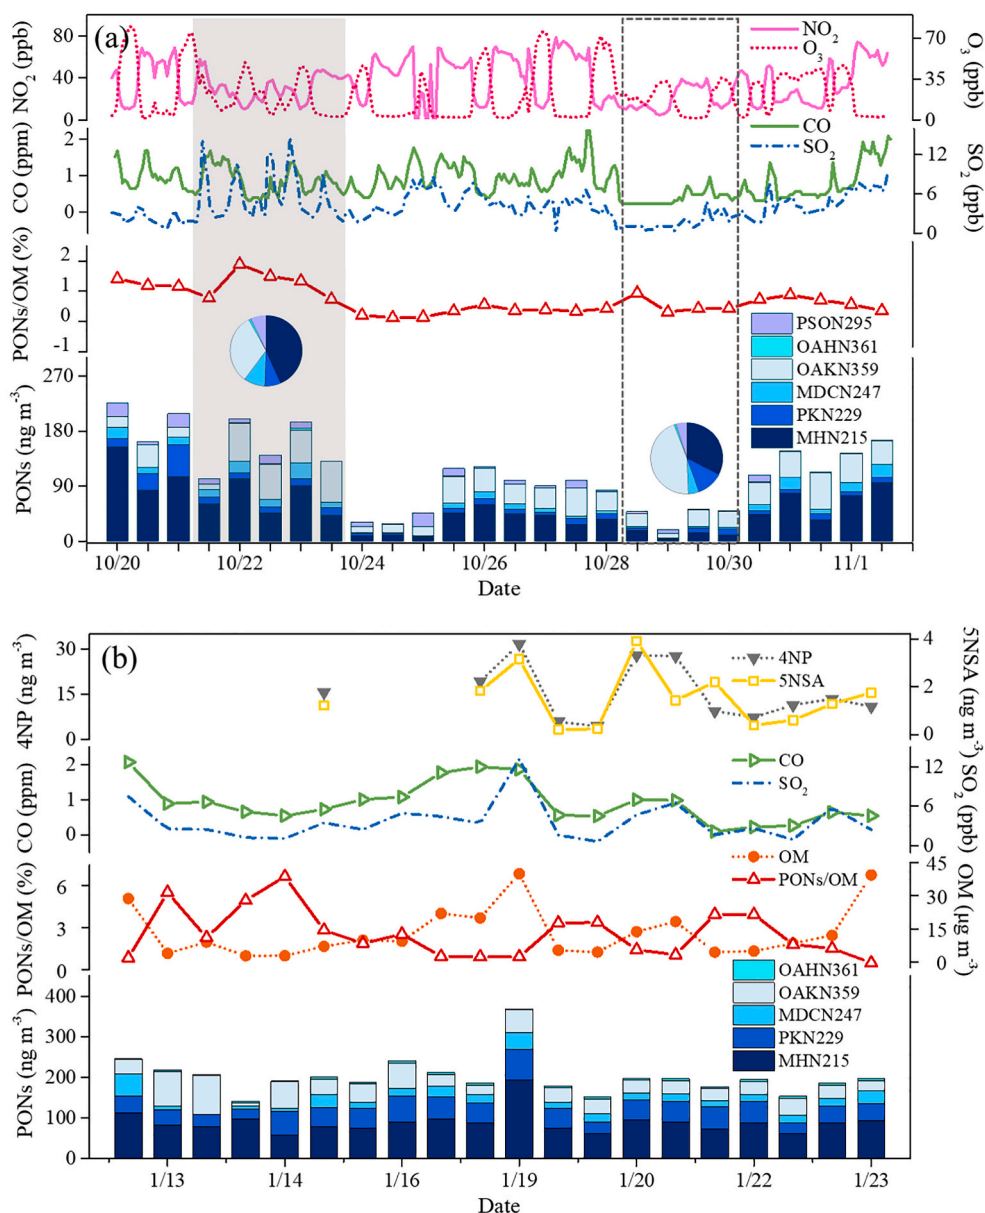 (a)
NO2 (ppb)
80
40
0
NO2
O3
70
35
0
O3 (ppb)
CO (ppm)
2
1
0
CO
SO2
12
6
0
SO2 (ppb)
PONs/OM (%)
2
1
0
-1
PSON295
OAHN361
OAKN359
MDCN247
PKN229
MHN215
PONs (ng m-3)
270
180
90
0
10/20 10/22 10/24 10/26 10/28 10/30 11/1
Date
(b)
4NP (ng m-3)
30
15
0
4NP
5NSA
4
2
0
5NSA (ng m-3)
CO (ppm)
2
1
0
CO
SO2
12
6
0
SO2 (ppb)
PONs/OM (%)
6
3
0
OM
PONs/OM
45
30
15
0
OM (μg m-3)
OAHN361
OAKN359
MDCN247
PKN229
MHN215
PONs (ng m-3)
400
300
200
100
0
1/13 1/14 1/16 1/19 1/20 1/22 1/23
Date